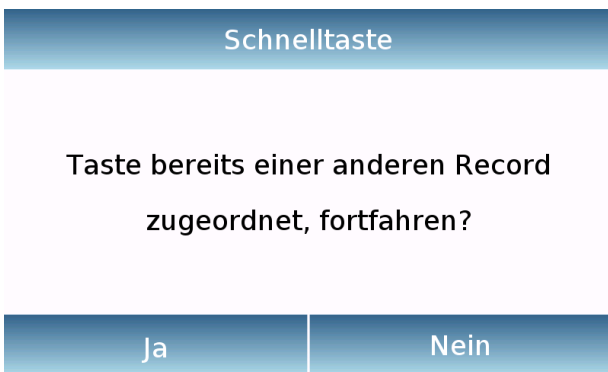 Schnelltaste
Taste bereits einer anderen Record
zugeordnet, fortfahren?
Ja
Nein